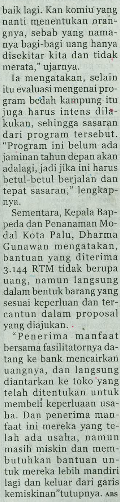 baik lagi. Kan komiu yang
nanti menentukan oran-
gnya, sebab yang nama-
nya bagi-bagi uang hanya
disekitar kia dan tidak
merata," ujarnya.
Ia mengatakan, selain
itu evaluasi mengenai pro-
gram bedah kampung itu
juga harus intens dila-
kukan, sehingga sasaran
dari program tersebut.
"Program ini belum ada
jaminan tahun depan akan
adalagi, jadi jika ini harus
betul-betul berjalan dan
tepat sasaran," lengkap-
nya.
Sementara, Kepala Bap-
peda dan Penanaman Mo-
dal Kota Palu, Dharma
Gunawan mengatakan,
bantuan yang diterima
3.144 RTM tidak berupa
uang, namun langsung
dalam bentuk barang yang
sesuai keperluan dan ter-
cantum dalam proposal
yang diajukan.
"Penerima manfaat
bersama fasilitatornya da-
tang ke bank mencairkan
uangnya, dan langsung
diantarkan ke toko yang
telah ditentukan untuk
membeli keperluaan usa-
ha. Dan penerima man-
faat ini mereka yang te-
lah ada usaha, namun
masih miskin dan mem-
butuhkan bantuan un-
tuk mereka lebih mandiri
lagi dan keluar dari garis
kemiskinan"tutupnya. ABS